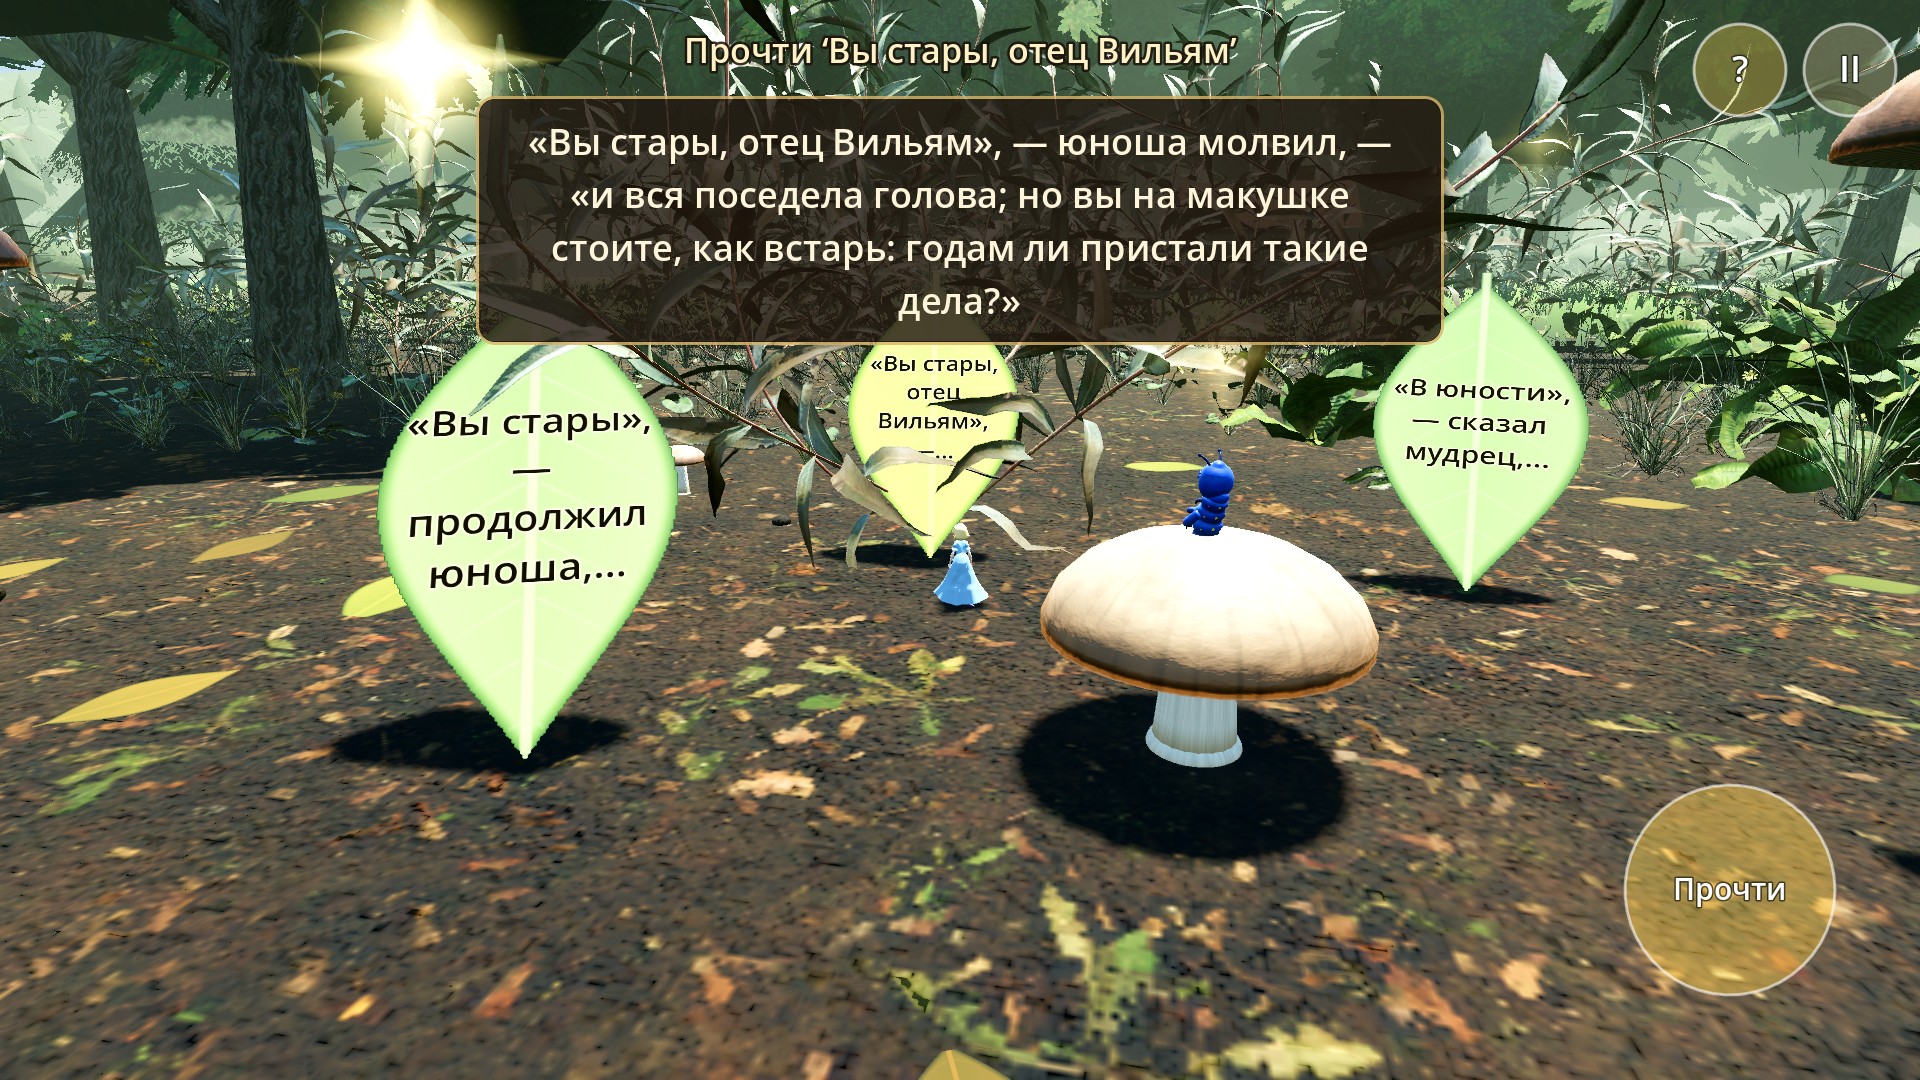 Прочти ‘Вы стары, отец Вильям’
?
«Вы стары, отец Вильям», — юноша молвил, —
«и вся поседела голова; но вы на макушке
стоите, как встарь: годам ли пристали такие
дела?»
«Вы стары»,
—
продолжил
юноша,...
«Вы стары,
отец
Вильям»,
—...
«В юности»,
— сказал
мудрец,...
Прочти